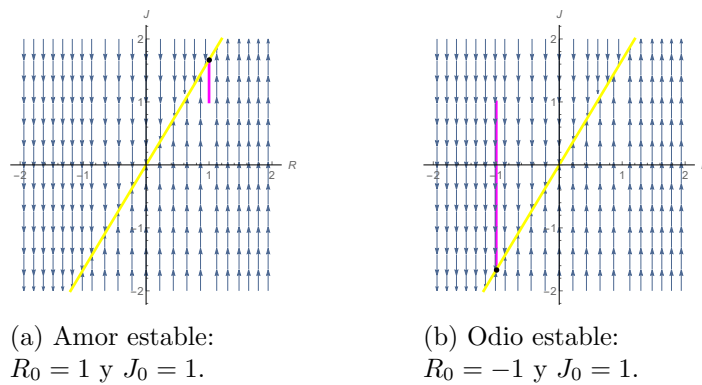 J
2
1
-2
-1
1
2
R
-1
-2
J
2
1
-2
-1
1
2
-1
-2
(a) Amor estable:
R₀ = 1 y J₀ = 1.
(b) Odio estable:
R₀ = −1 y J₀ = 1.